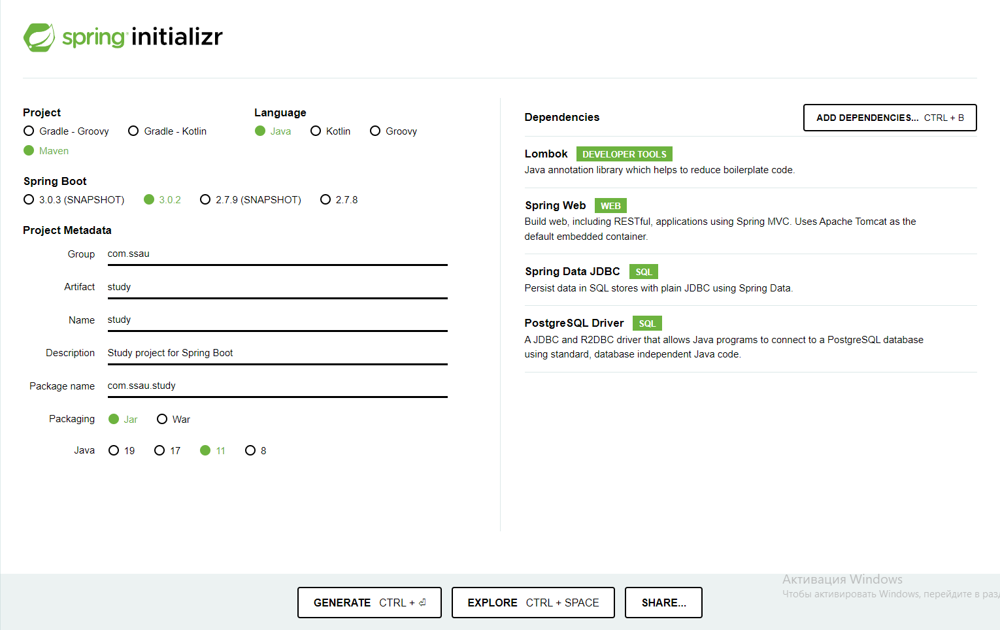 spring initializr
Project
Gradle - Groovy Gradle - Kotlin
Maven
Language
Java Kotlin Groovy
Spring Boot
3.0.3 (SNAPSHOT) 3.0.2 2.7.9 (SNAPSHOT) 2.7.8
Project Metadata
Group com.ssau
Artifact study
Name study
Description Study project for Spring Boot
Package name com.ssau.study
Packaging Jar War
Java 19 17 11 8
Dependencies
ADD DEPENDENCIES... CTRL + B
Lombok DEVELOPER TOOLS
Java annotation library which helps to reduce boilerplate code.
Spring Web WEB
Build web, including RESTful, applications using Spring MVC. Uses Apache Tomcat as the
default embedded container.
Spring Data JDBC SQL
Persist data in SQL stores with plain JDBC using Spring Data.
PostgreSQL Driver SQL
A JDBC and R2DBC driver that allows Java programs to connect to a PostgreSQL database
using standard, database independent Java code.
GENERATE CTRL + ⏎
EXPLORE CTRL + SPACE
SHARE...
Активация Windows
Чтобы активировать Windows, перейдите в разд